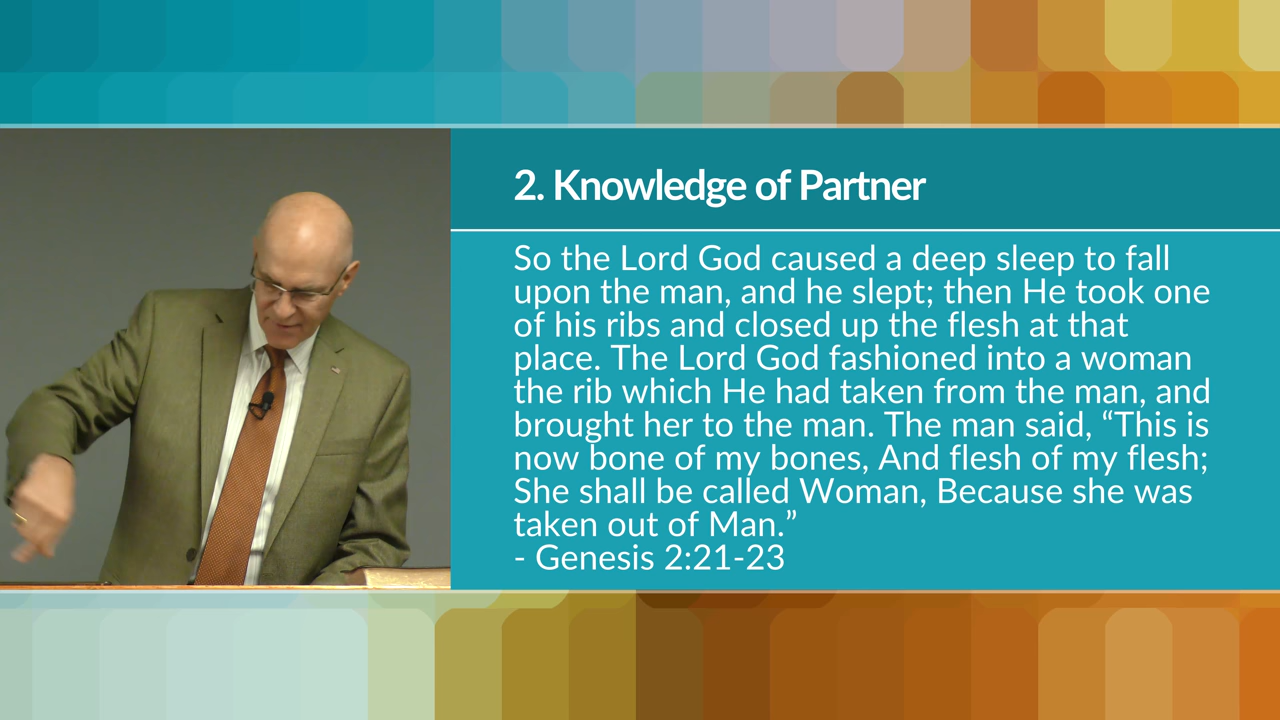 2. Knowledge of Partner
So the Lord God caused a deep sleep to fall
upon the man, and he slept; then He took one
of his ribs and closed up the flesh at that
place. The Lord God fashioned into a woman
the rib which He had taken from the man, and
brought her to the man. The man said, “This is
now bone of my bones, And flesh of my flesh;
She shall be called Woman, Because she was
taken out of Man.”
- Genesis 2:21-23